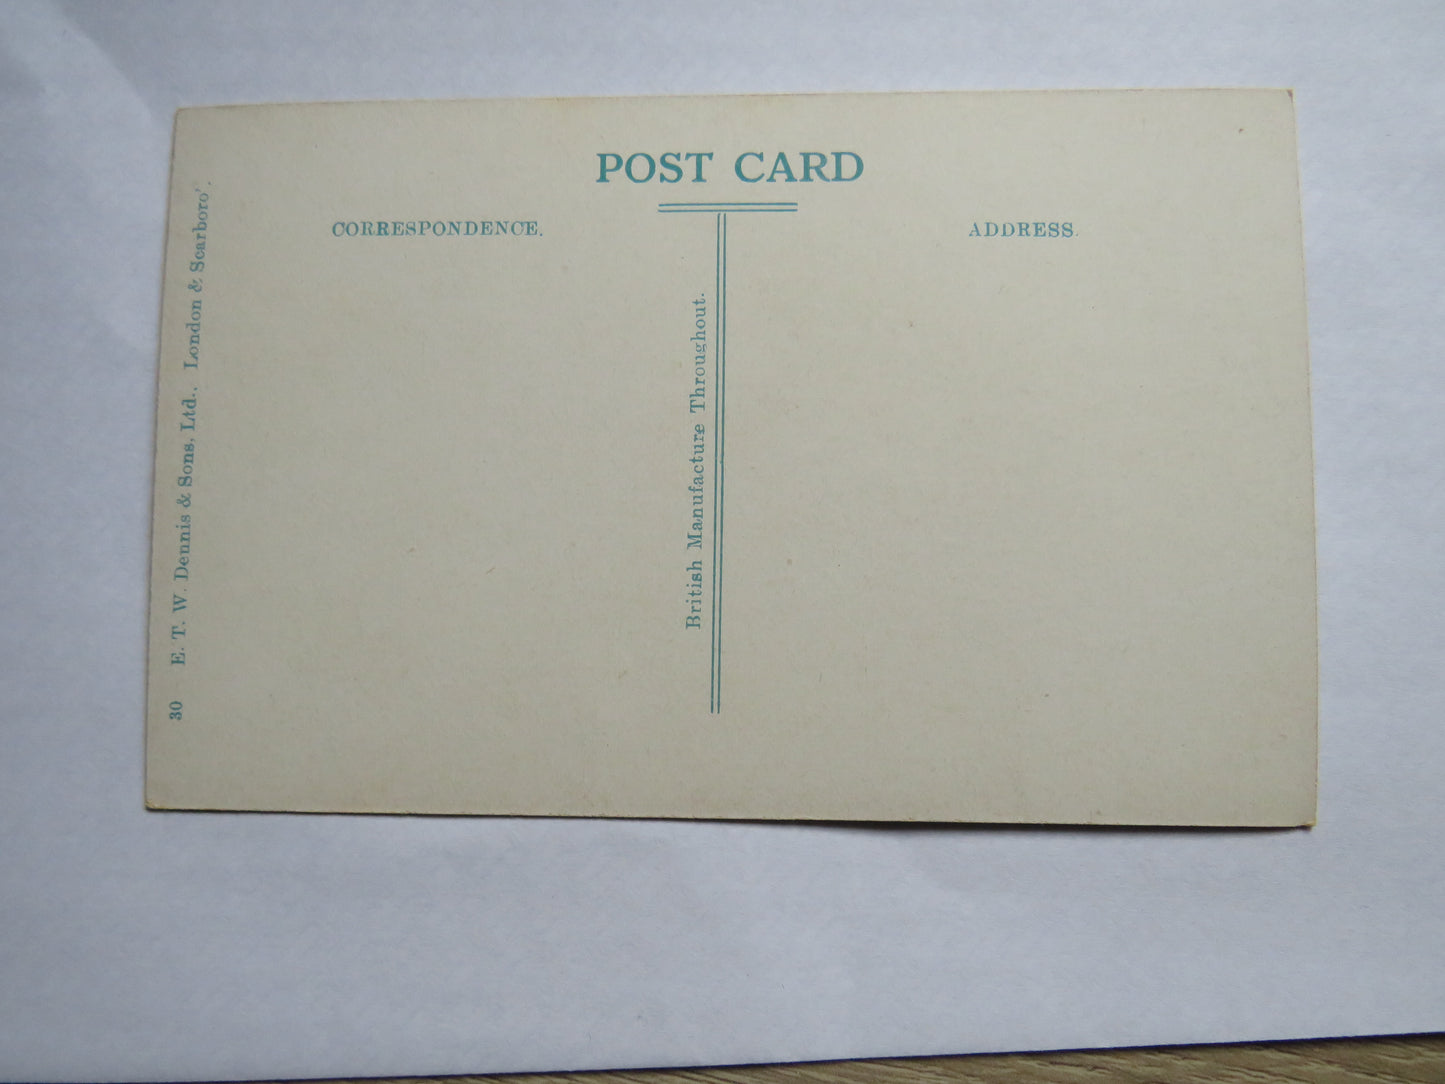 POST CARD
CORRESPONDENCE.
ADDRESS.
British Manufacture Throughout.
30 E. T. W. Dennis & Sons, Ltd., London & Scarboro'.